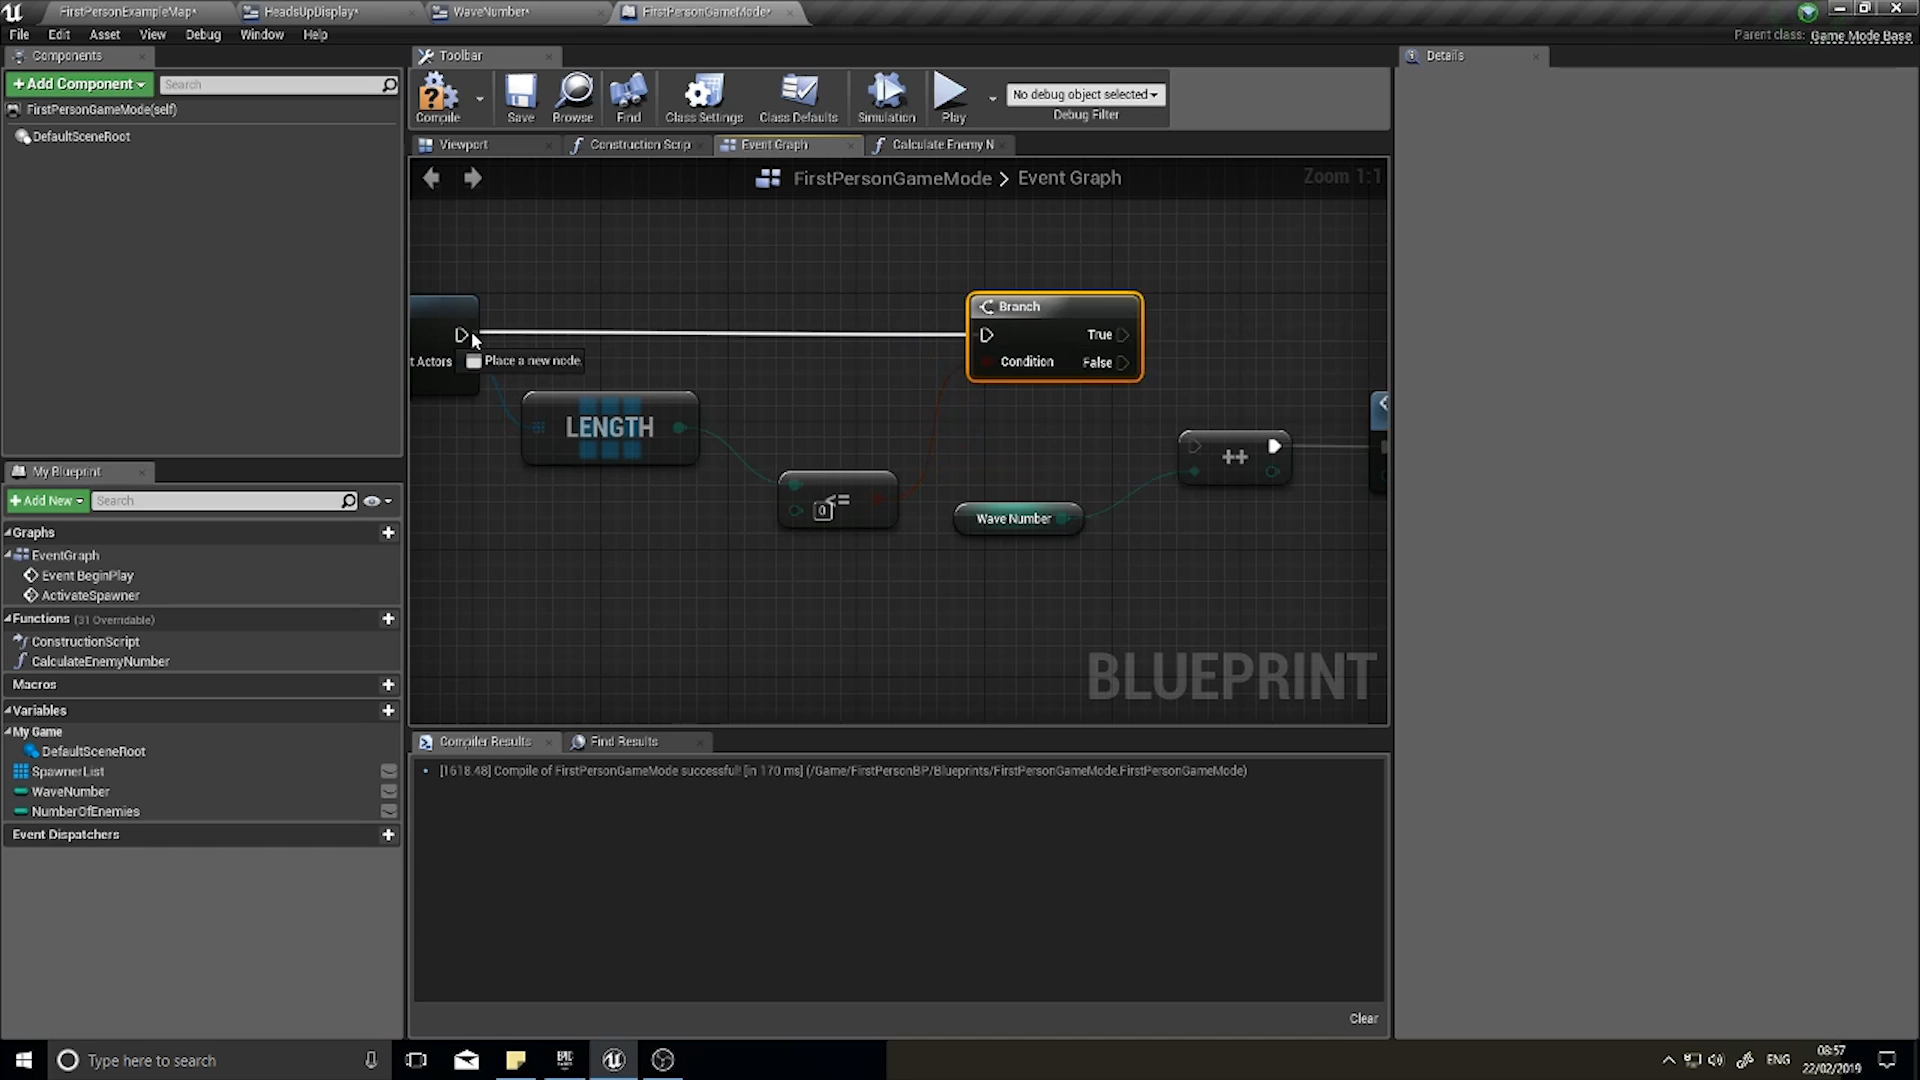 FirstPersonExampleMap*
HeadsUpDisplay*
WaveNumber*
FirstPersonGameMode*
File Edit Asset View Debug Window Help
Parent class: Game Mode Base
Components
Toolbar
Details
+Add Component
Search
FirstPersonGameMode(self)
DefaultSceneRoot
Compile
Save
Browse
Find
Class Settings
Class Defaults
Simulation
Play
No debug object selected
Debug Filter
Viewport
Construction Scrip
Event Graph
Calculate Enemy N
FirstPersonGameMode > Event Graph
Zoom 1:1
Branch
True
Condition
False
t Actors
Place a new node.
LENGTH
<=
0
++
Wave Number
BLUEPRINT
My Blueprint
+Add New
Search
Graphs
EventGraph
Event BeginPlay
ActivateSpawner
Functions (31 Overridable)
ConstructionScript
CalculateEnemyNumber
Macros
Variables
My Game
DefaultSceneRoot
SpawnerList
WaveNumber
NumberOfEnemies
Event Dispatchers
Compiler Results
Find Results
[1618.48] Compile of FirstPersonGameMode successful! [in 170 ms] (/Game/FirstPersonBP/Blueprints/FirstPersonGameMode.FirstPersonGameMode)
Clear
Type here to search
EPIC
ENG
08:57
22/02/2019